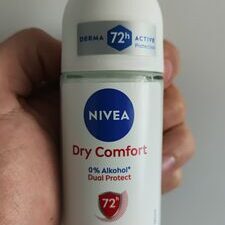 DERMA 72h ACTIVE
Protection
NIVEA
Dry Comfort
0% Alkohol*
Dual Protect
72h